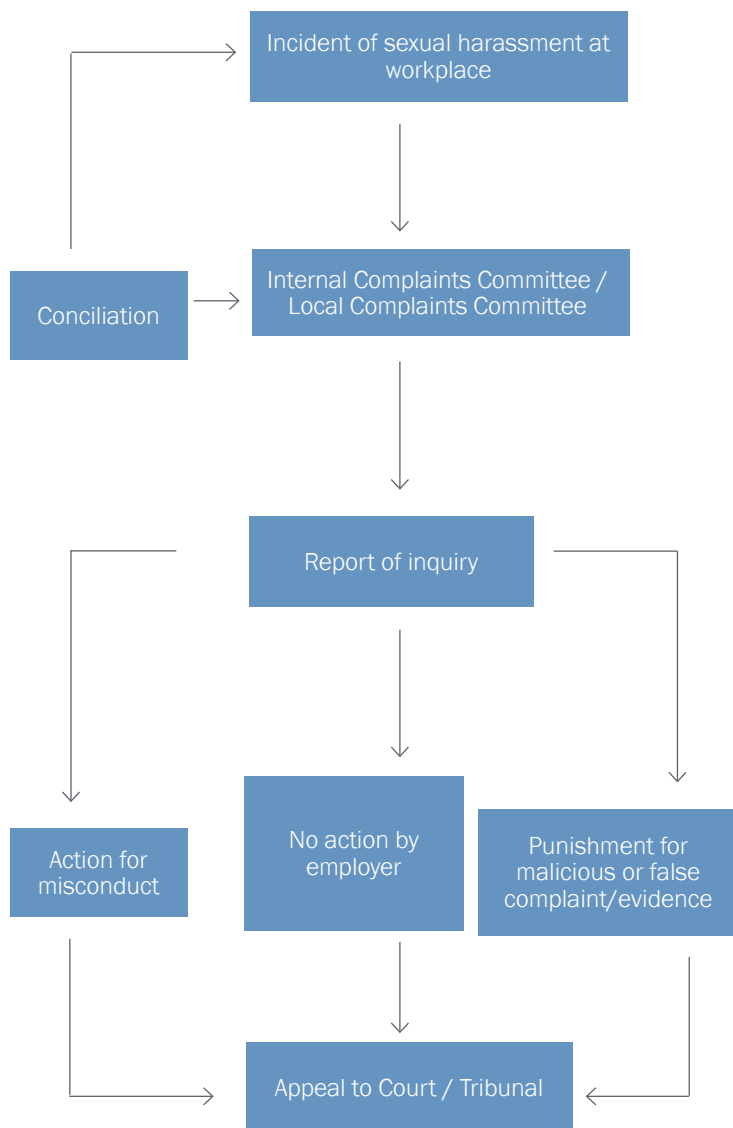 Incident of sexual harassment at
workplace
Internal Complaints Committee /
Local Complaints Committee
Conciliation
Report of inquiry
Action for
misconduct
No action by
employer
Punishment for
malicious or false
complaint/evidence
Appeal to Court / Tribunal